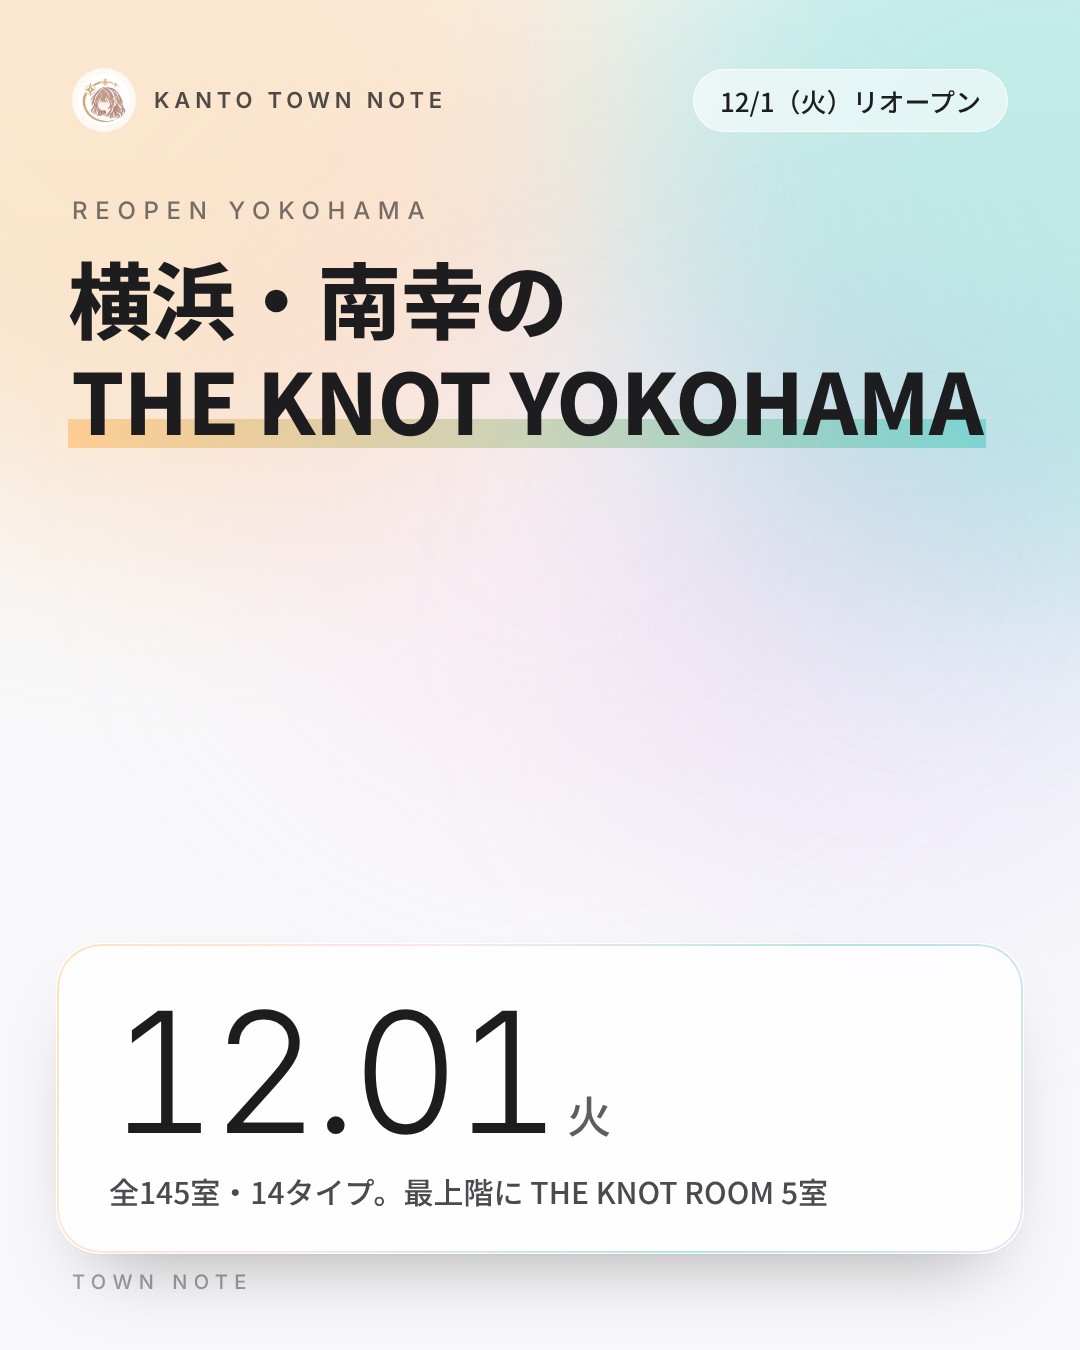 KANTO TOWN NOTE
12/1（火）リオープン
REOPEN YOKOHAMA
横浜・南幸の
THE KNOT YOKOHAMA
12.01 火
全145室・14タイプ。最上階に THE KNOT ROOM 5室
TOWN NOTE